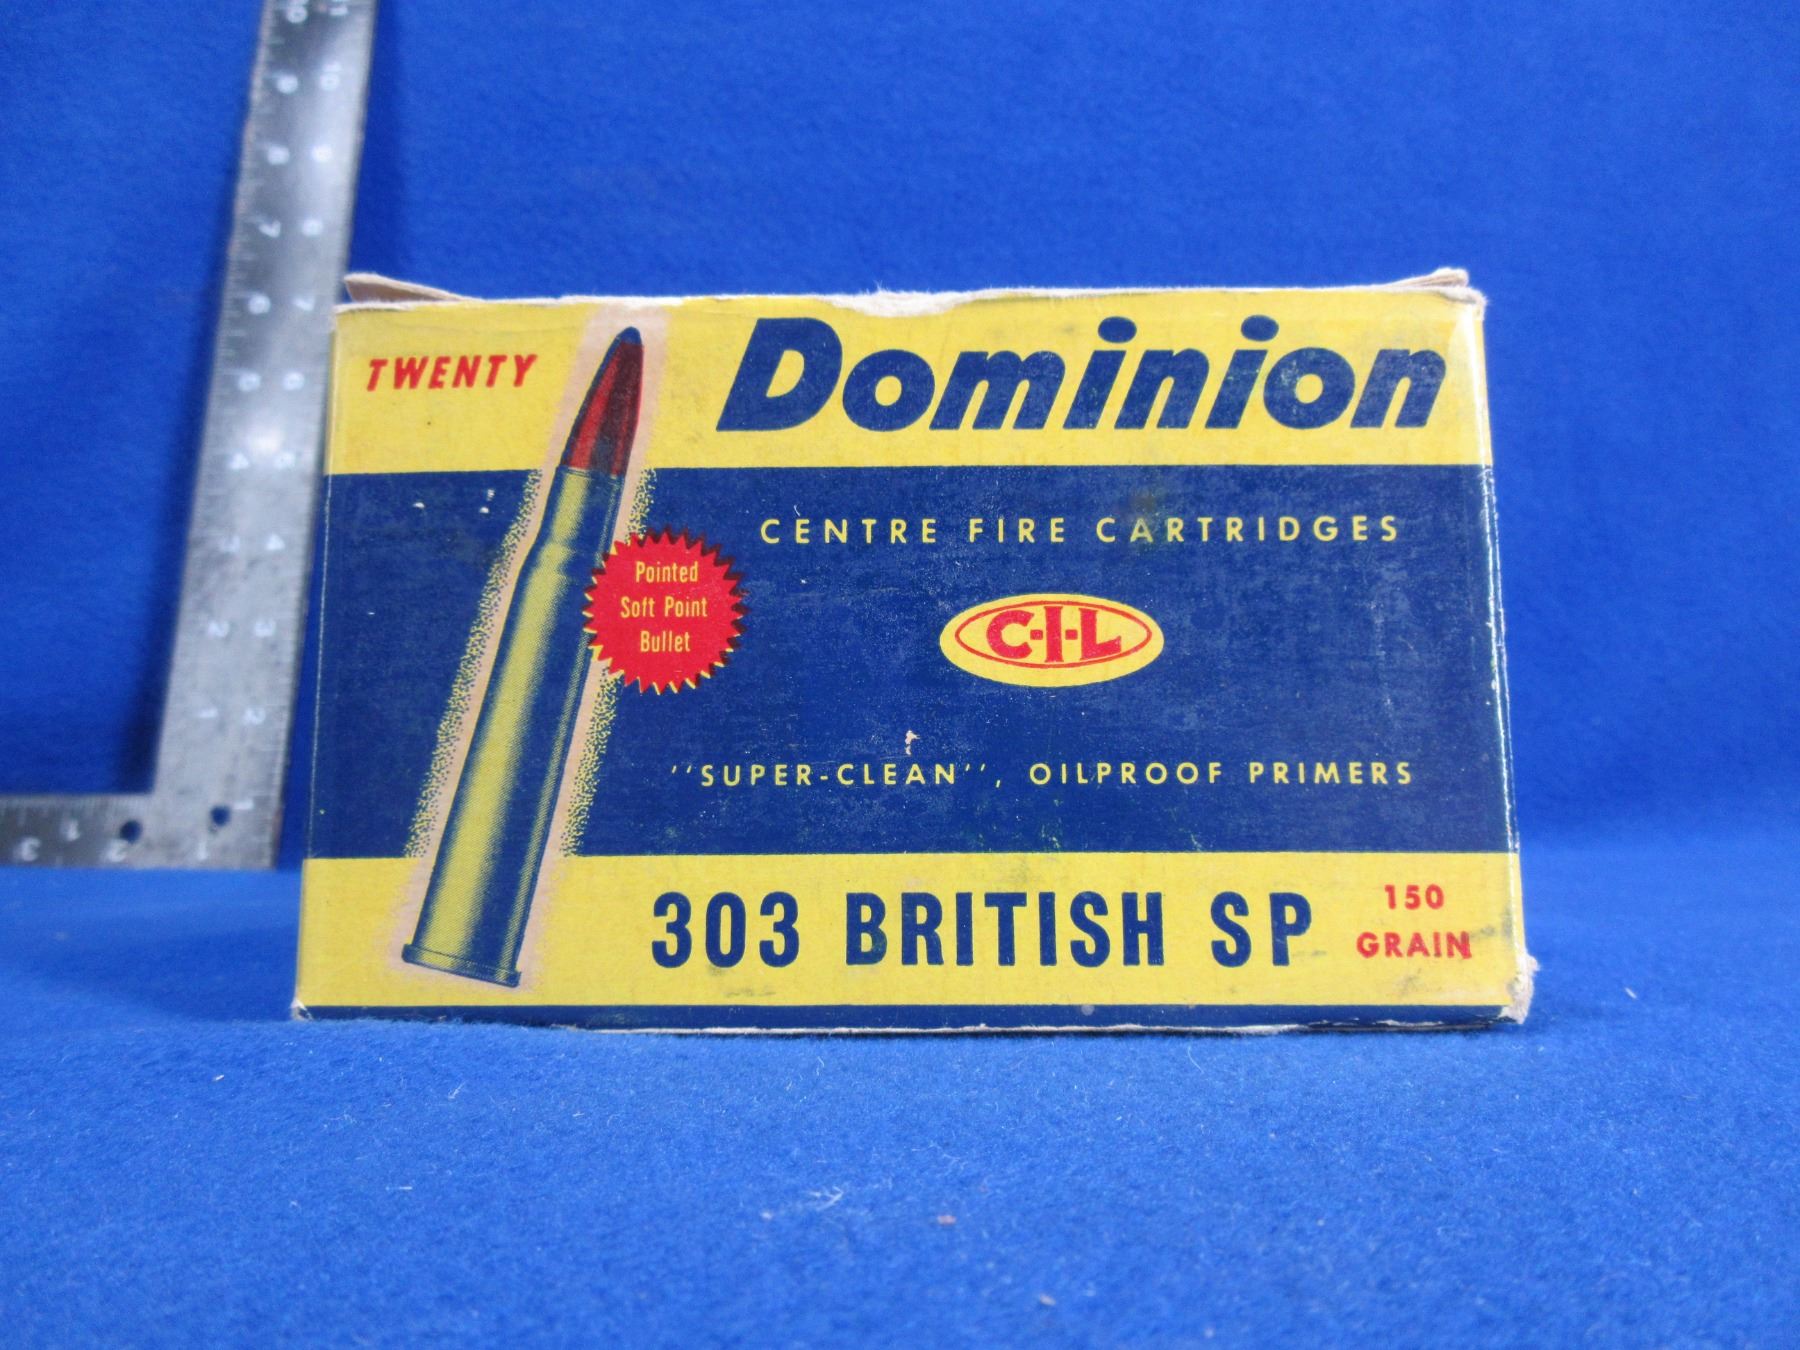 TWENTY
Dominion
CENTRE FIRE CARTRIDGES
Pointed
Soft Point
Bullet
C-I-L
"SUPER-CLEAN", OILPROOF PRIMERS
303 BRITISH SP
150
GRAIN